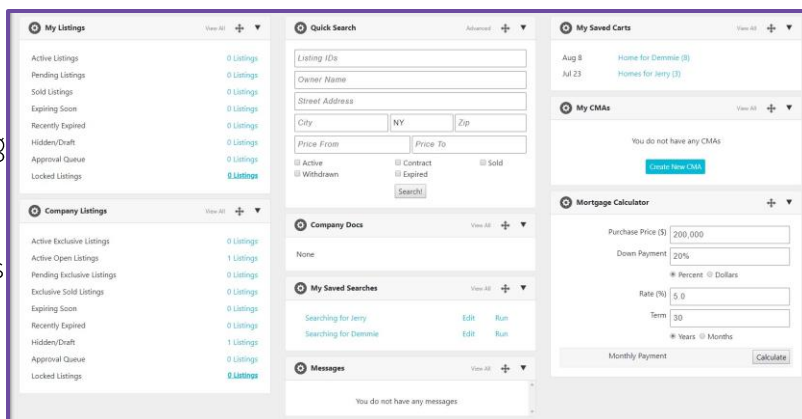 My Listings View All
Active Listings 0 Listings
Pending Listings 0 Listings
Sold Listings 0 Listings
Expiring Soon 0 Listings
Recently Expired 0 Listings
Hidden/Draft 0 Listings
Approval Queue 0 Listings
Locked Listings 0 Listings
Company Listings View All
Active Exclusive Listings 0 Listings
Active Open Listings 1 Listings
Pending Exclusive Listings 0 Listings
Exclusive Sold Listings 0 Listings
Expiring Soon 0 Listings
Recently Expired 0 Listings
Hidden/Draft 1 Listings
Approval Queue 0 Listings
Locked Listings 0 Listings
Quick Search Advanced
Listing IDs
Owner Name
Street Address
City NY Zip
Price From Price To
Active Contract Sold
Withdrawn Expired
Search!
Company Docs View All
None
My Saved Searches View All
Searching for Jerry Edit Run
Searching for Demmie Edit Run
Messages View All
You do not have any messages
My Saved Carts View All
Aug 8 Home for Demmie (8)
Jul 23 Homes for Jerry (3)
My CMAs View All
You do not have any CMAs
Create New CMA
Mortgage Calculator
Purchase Price ($) 200,000
Down Payment 20%
Percent Dollars
Rate (%) 5.0
Term 30
Years Months
Monthly Payment Calculate